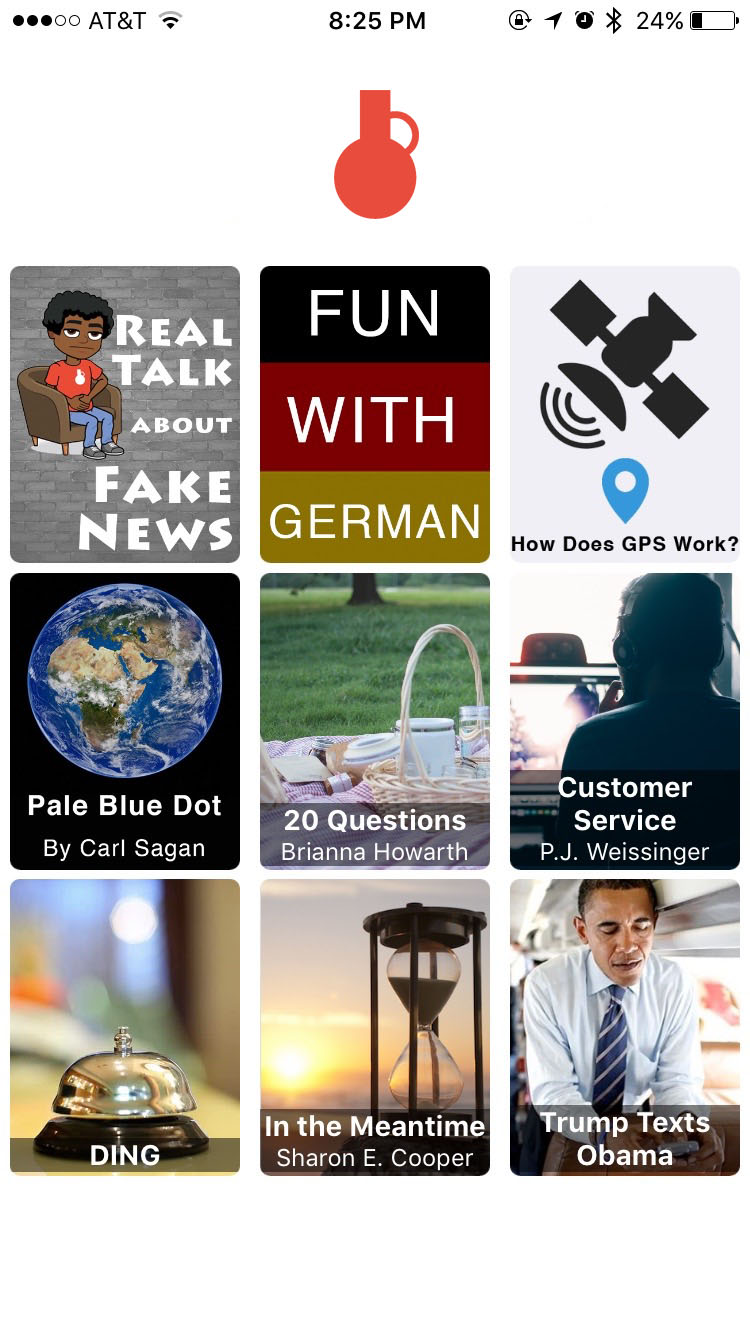 AT&T 8:25 PM 24%
REAL
TALK
ABOUT
FAKE
NEWS
FUN
WITH
GERMAN
How Does GPS Work?
Pale Blue Dot
By Carl Sagan
20 Questions
Brianna Howarth
Customer
Service
P.J. Weissinger
DING
In the Meantime
Sharon E. Cooper
Trump Texts
Obama